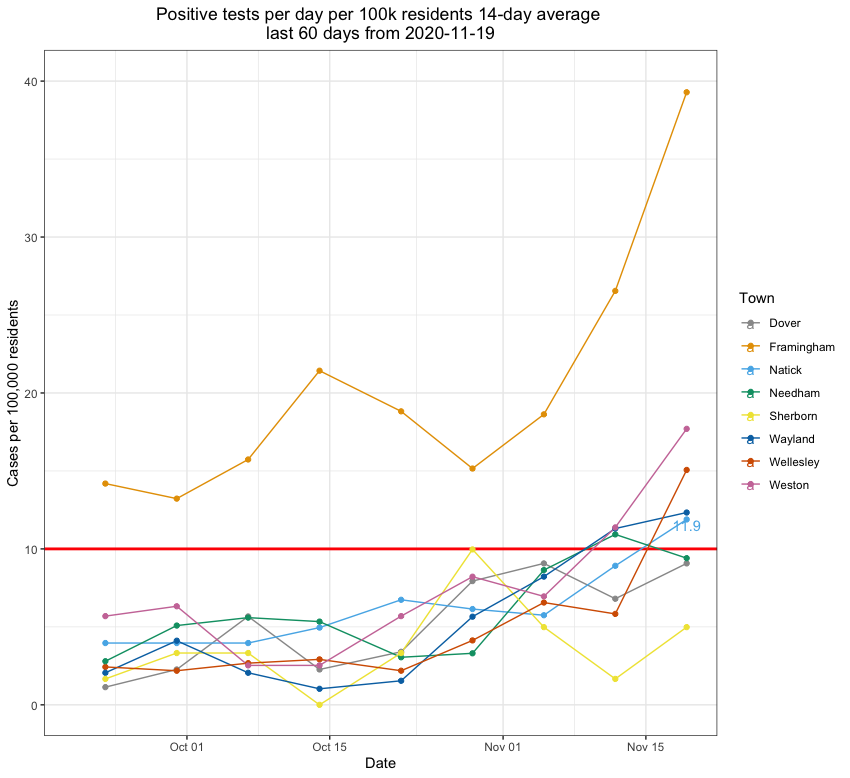 Positive tests per day per 100k residents 14-day average
last 60 days from 2020-11-19
Cases per 100,000 residents
40
30
20
10
0
11.9
Oct 01
Oct 15
Nov 01
Nov 15
Date
Town
a Dover
a Framingham
a Natick
a Needham
a Sherborn
a Wayland
a Wellesley
a Weston